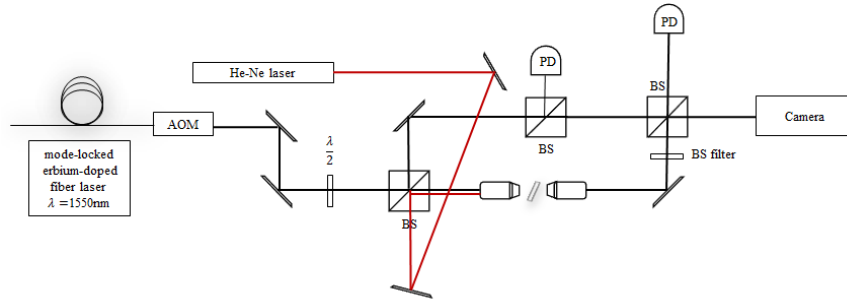 PD
He-Ne laser
PD
BS
AOM
Camera
λ
2
BS
BS filter
mode-locked
erbium-doped
fiber laser
λ =1550nm
BS